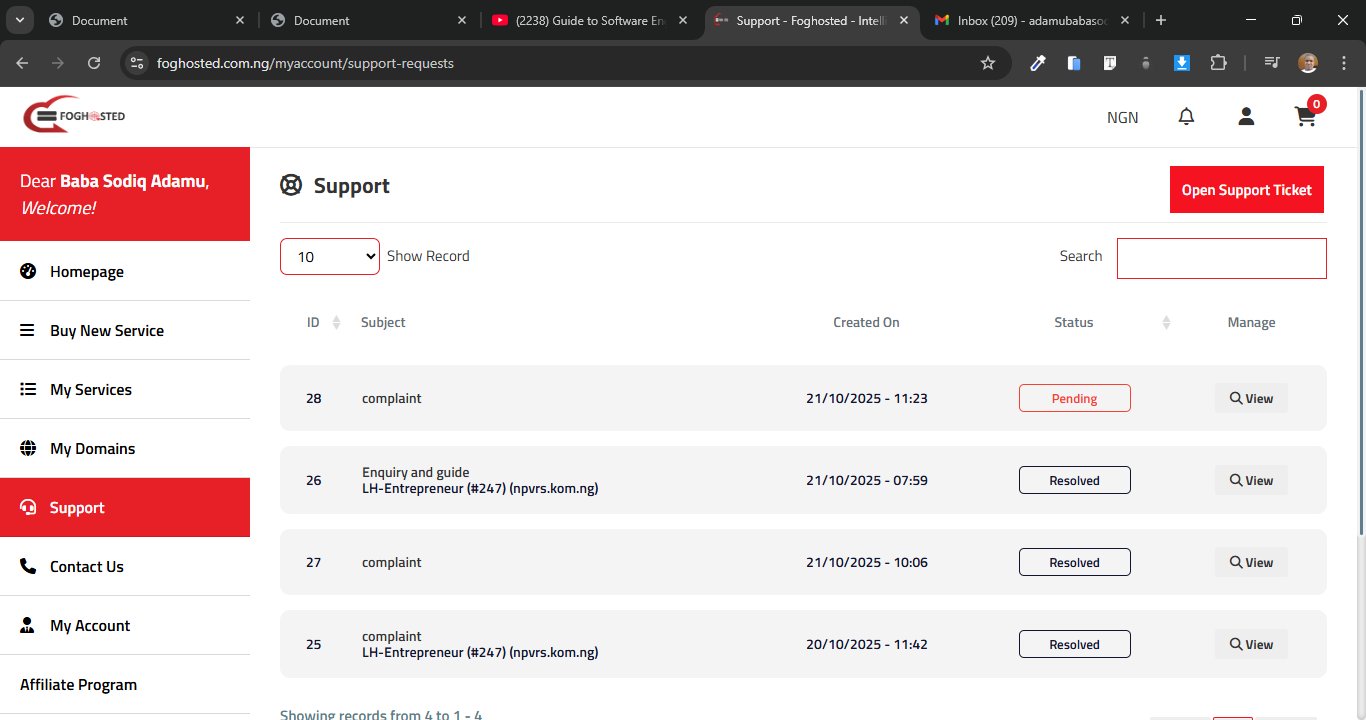 Document
Document
(2238) Guide to Software En
Support - Foghosted - Intelli
Inbox (209) - adamubabasod
foghosted.com.ng/myaccount/support-requests
FOGHOSTED
NGN
0
Dear Baba Sodiq Adamu,
Welcome!
Homepage
Buy New Service
My Services
My Domains
Support
Contact Us
My Account
Affiliate Program
Support
Open Support Ticket
10 Show Record
Search
ID Subject Created On Status Manage
28 complaint 21/10/2025 - 11:23 Pending View
Enquiry and guide
26 LH-Entrepreneur (#247) (npvrs.kom.ng) 21/10/2025 - 07:59 Resolved View
27 complaint 21/10/2025 - 10:06 Resolved View
complaint
25 LH-Entrepreneur (#247) (npvrs.kom.ng) 20/10/2025 - 11:42 Resolved View
Showing records from 4 to 1 - 4